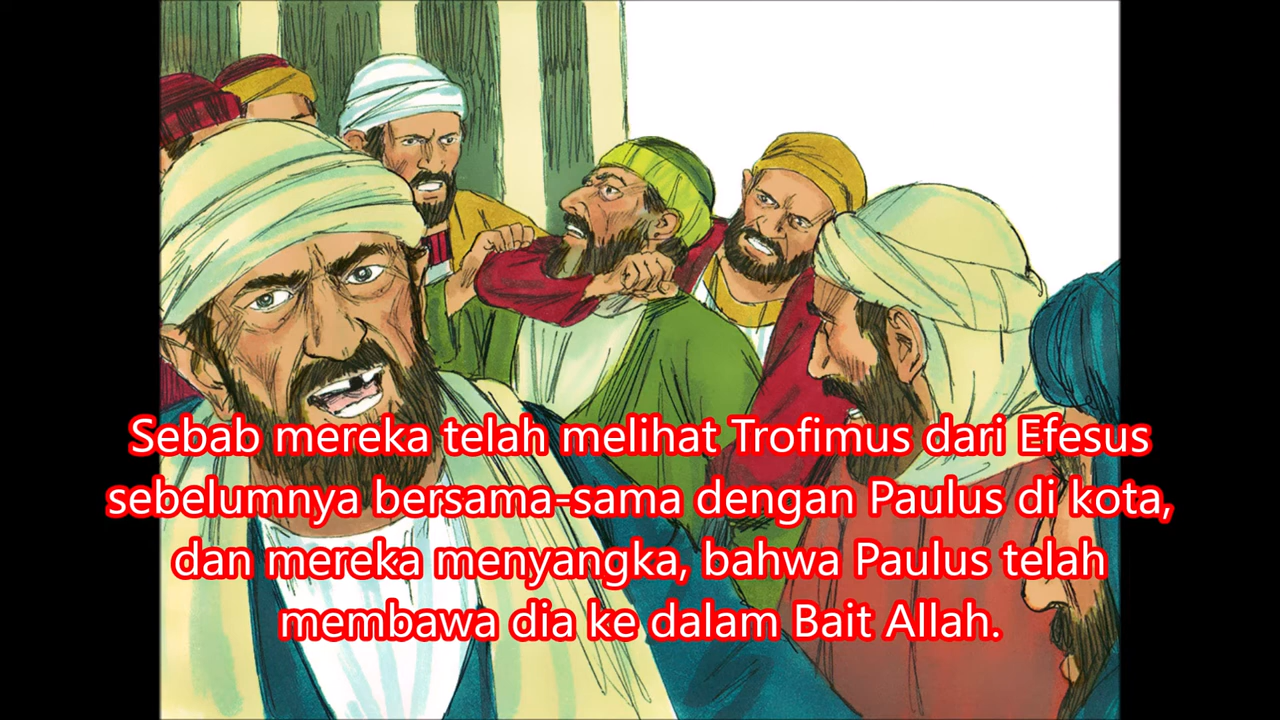 Sebab mereka telah melihat Trofimus dari Efesus
sebelumnya bersama-sama dengan Paulus di kota,
dan mereka menyangka, bahwa Paulus telah
membawa dia ke dalam Bait Allah.